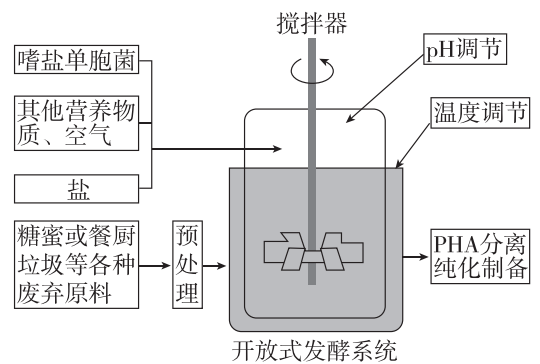 搅拌器
嗜盐单胞菌
pH调节
其他营养物
质、空气
温度调节
盐
糖蜜或餐厨
垃圾等各种
废弃原料
预
处
理
PHA分离
纯化制备
开放式发酵系统